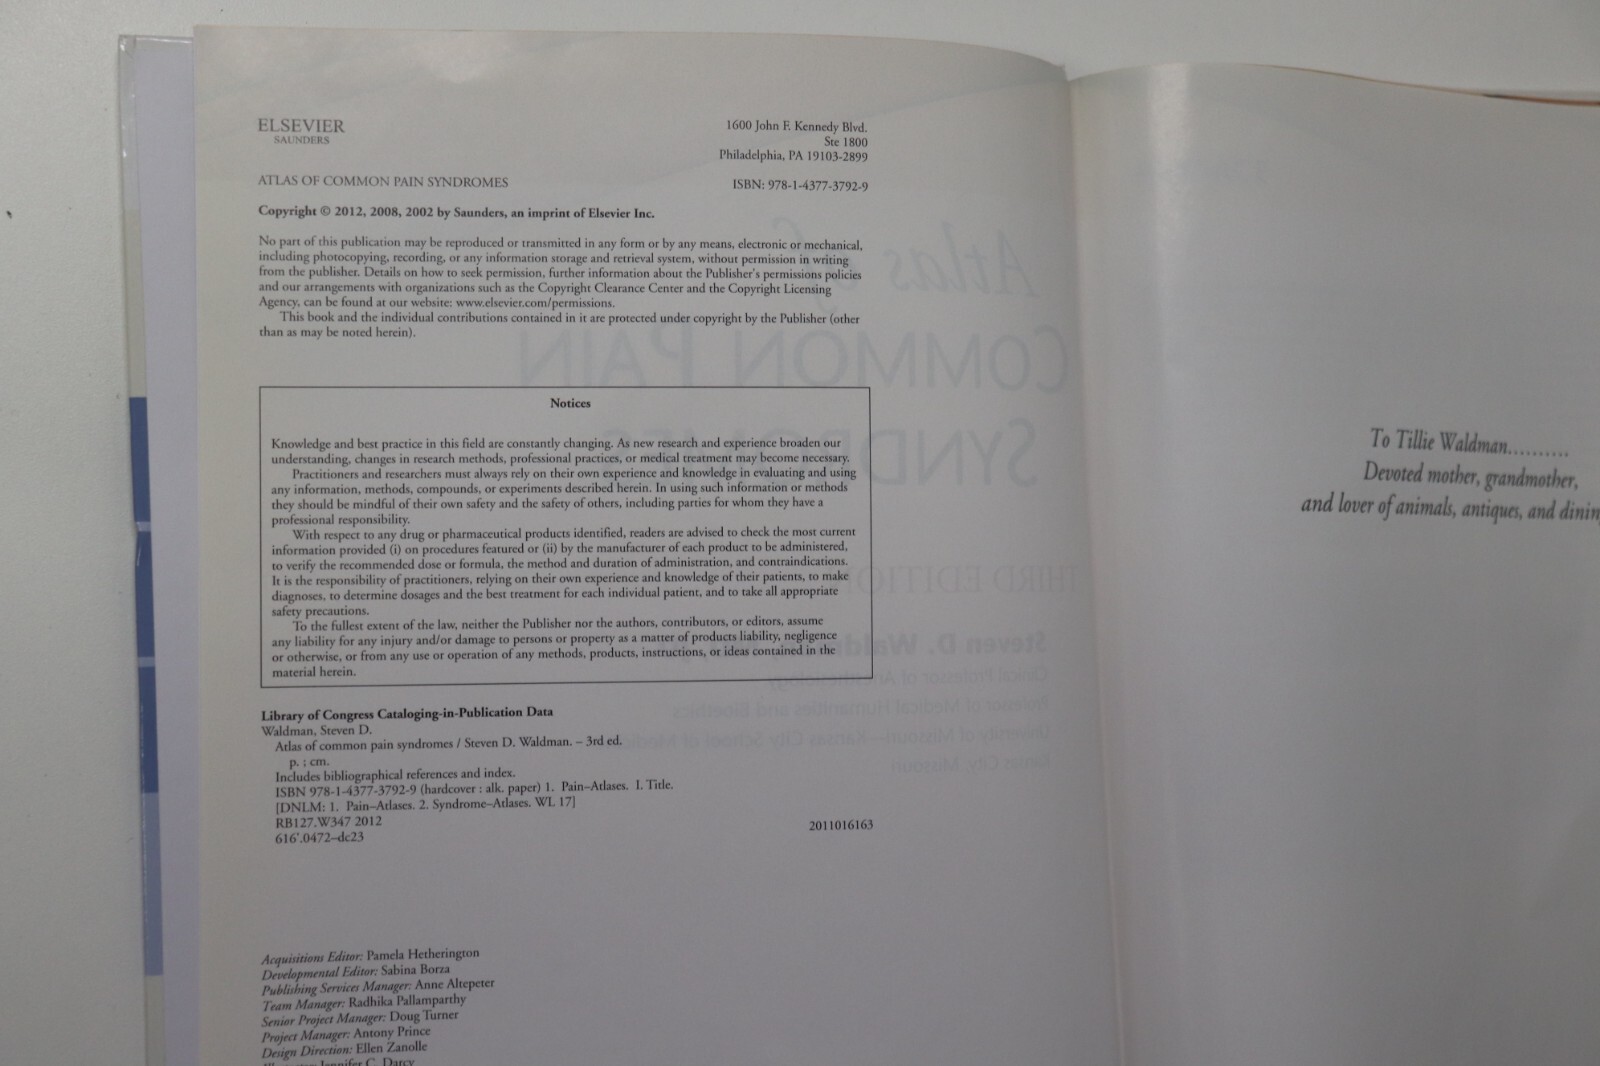 ELSEVIER
SAUNDERS
1600 John F. Kennedy Blvd.
Ste 1800
Philadelphia, PA 19103-2899
ATLAS OF COMMON PAIN SYNDROMES
ISBN: 978-1-4377-3792-9
Copyright © 2012, 2008, 2002 by Saunders, an imprint of Elsevier Inc.
No part of this publication may be reproduced or transmitted in any form or by any means, electronic or mechanical,
including photocopying, recording, or any information storage and retrieval system, without permission in writing
from the publisher. Details on how to seek permission, further information about the Publisher's permissions policies
and our arrangements with organizations such as the Copyright Clearance Center and the Copyright Licensing
Agency, can be found at our website: www.elsevier.com/permissions.
This book and the individual contributions contained in it are protected under copyright by the Publisher (other
than as may be noted herein).
Notices
Knowledge and best practice in this field are constantly changing. As new research and experience broaden our
understanding, changes in research methods, professional practices, or medical treatment may become necessary.
Practitioners and researchers must always rely on their own experience and knowledge in evaluating and using
any information, methods, compounds, or experiments described herein. In using such information or methods
they should be mindful of their own safety and the safety of others, including parties for whom they have a
professional responsibility.
With respect to any drug or pharmaceutical products identified, readers are advised to check the most current
information provided (i) on procedures featured or (ii) by the manufacturer of each product to be administered,
to verify the recommended dose or formula, the method and duration of administration, and contraindications.
It is the responsibility of practitioners, relying on their own experience and knowledge of their patients, to make
diagnoses, to determine dosages and the best treatment for each individual patient, and to take all appropriate
safety precautions.
To the fullest extent of the law, neither the Publisher nor the authors, contributors, or editors, assume
any liability for any injury and/or damage to persons or property as a matter of products liability, negligence
or otherwise, or from any use or operation of any methods, products, instructions, or ideas contained in the
material herein.
Library of Congress Cataloging-in-Publication Data
Waldman, Steven D.
Atlas of common pain syndromes / Steven D. Waldman. – 3rd ed.
p. ; cm.
Includes bibliographical references and index.
ISBN 978-1-4377-3792-9 (hardcover : alk. paper) 1. Pain–Atlases. I. Title.
[DNLM: 1. Pain–Atlases. 2. Syndrome–Atlases. WL 17]
RB127.W347 2012
616'.0472–dc23
2011016163
Acquisitions Editor: Pamela Hetherington
Developmental Editor: Sabina Borza
Publishing Services Manager: Anne Altepeter
Team Manager: Radhika Pallamparthy
Senior Project Manager: Doug Turner
Project Manager: Antony Prince
Design Direction: Ellen Zanolle
Jennifer C. Darcy
To Tillie Waldman..........
Devoted mother, grandmother,
and lover of animals, antiques, and dinin